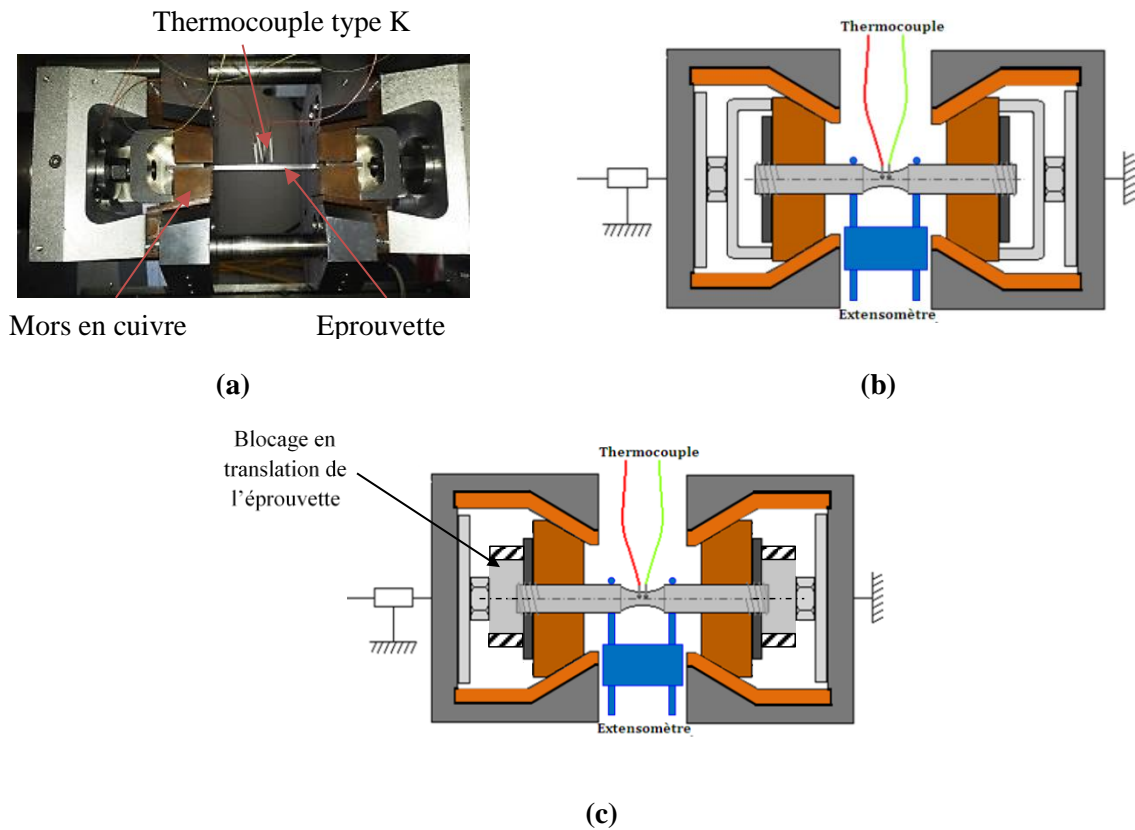 Thermocouple type K
Mors en cuivre
Eprouvette
(a)
Thermocouple
Extensomètre
(b)
Blocage en
translation de
l'éprouvette
Thermocouple
Extensomètre
(c)